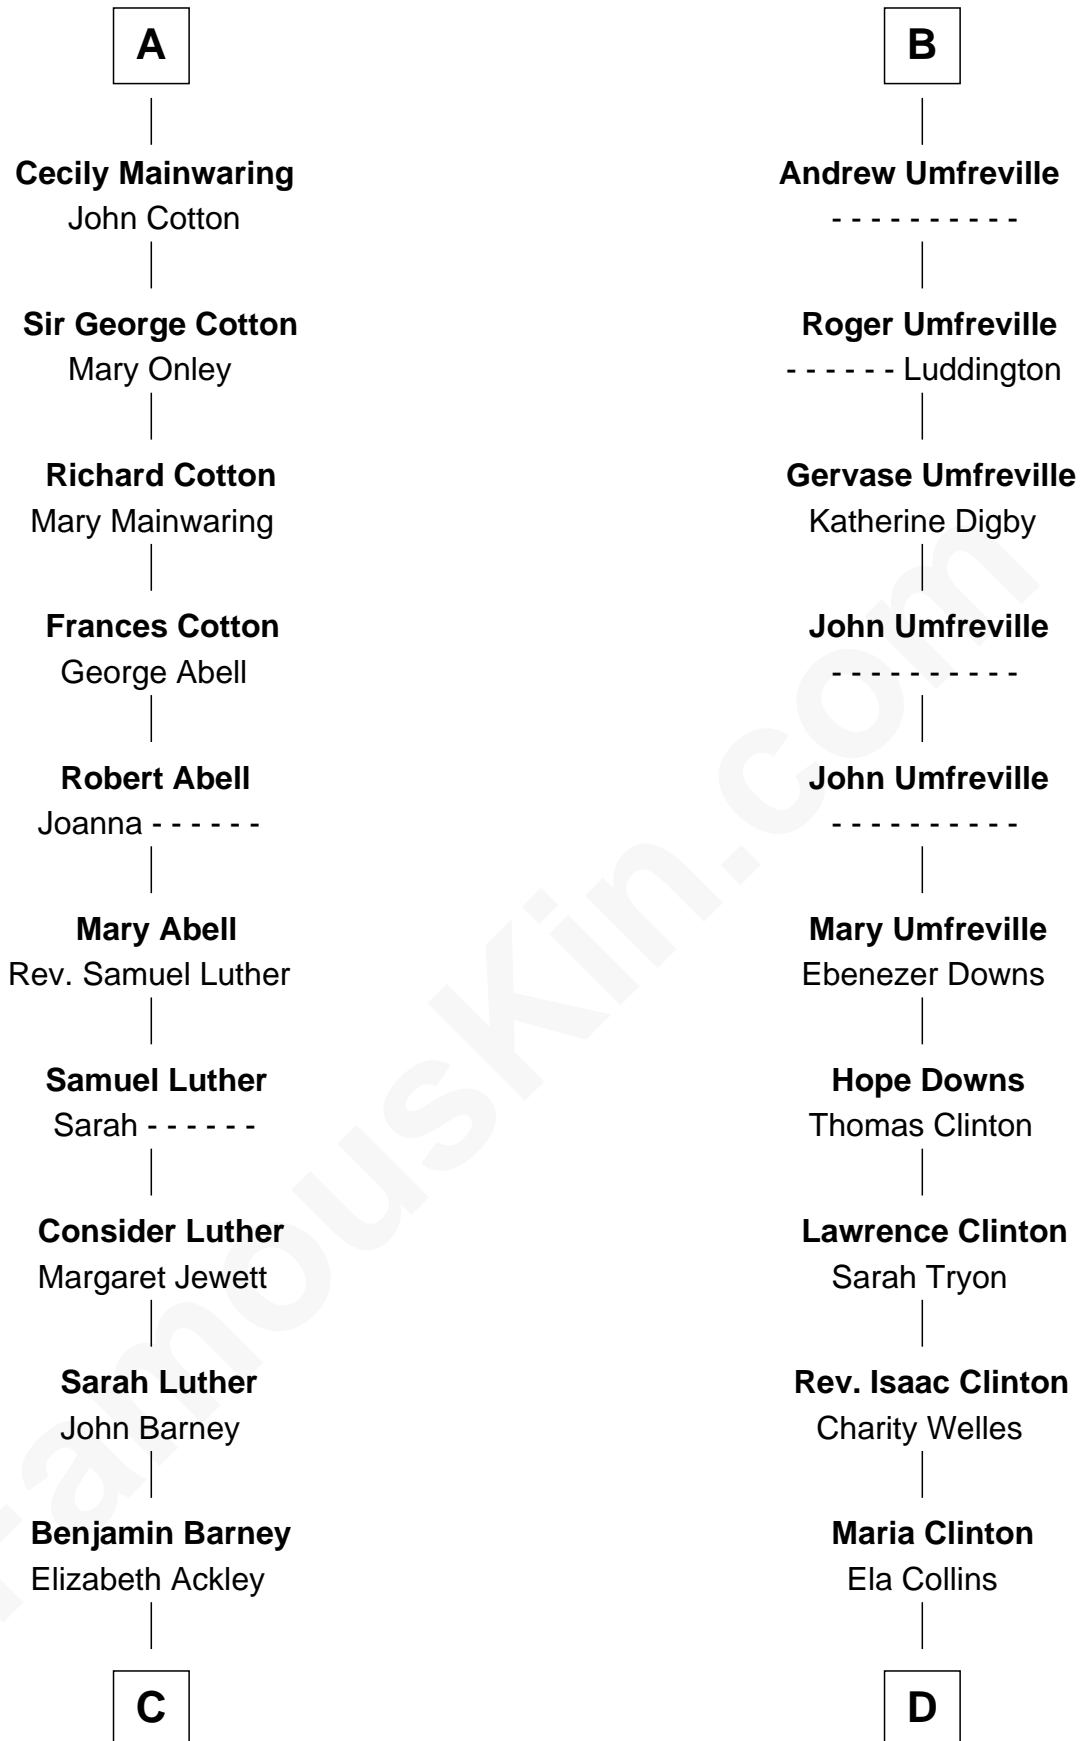 A
Cecily Mainwaring
John Cotton
Sir George Cotton
Mary Onley
Richard Cotton
Mary Mainwaring
Frances Cotton
George Abell
Robert Abell
Joanna - - - - - -
Mary Abell
Rev. Samuel Luther
Samuel Luther
Sarah - - - - - -
Consider Luther
Margaret Jewett
Sarah Luther
John Barney
Benjamin Barney
Elizabeth Ackley
C
B
Andrew Umfreville
- - - - - - - - - -
Roger Umfreville
- - - - - - Luddington
Gervase Umfreville
Katherine Digby
John Umfreville
- - - - - - - - - -
John Umfreville
- - - - - - - - - -
Mary Umfreville
Ebenezer Downs
Hope Downs
Thomas Clinton
Lawrence Clinton
Sarah Tryon
Rev. Isaac Clinton
Charity Welles
Maria Clinton
Ela Collins
D
FamousKin.com